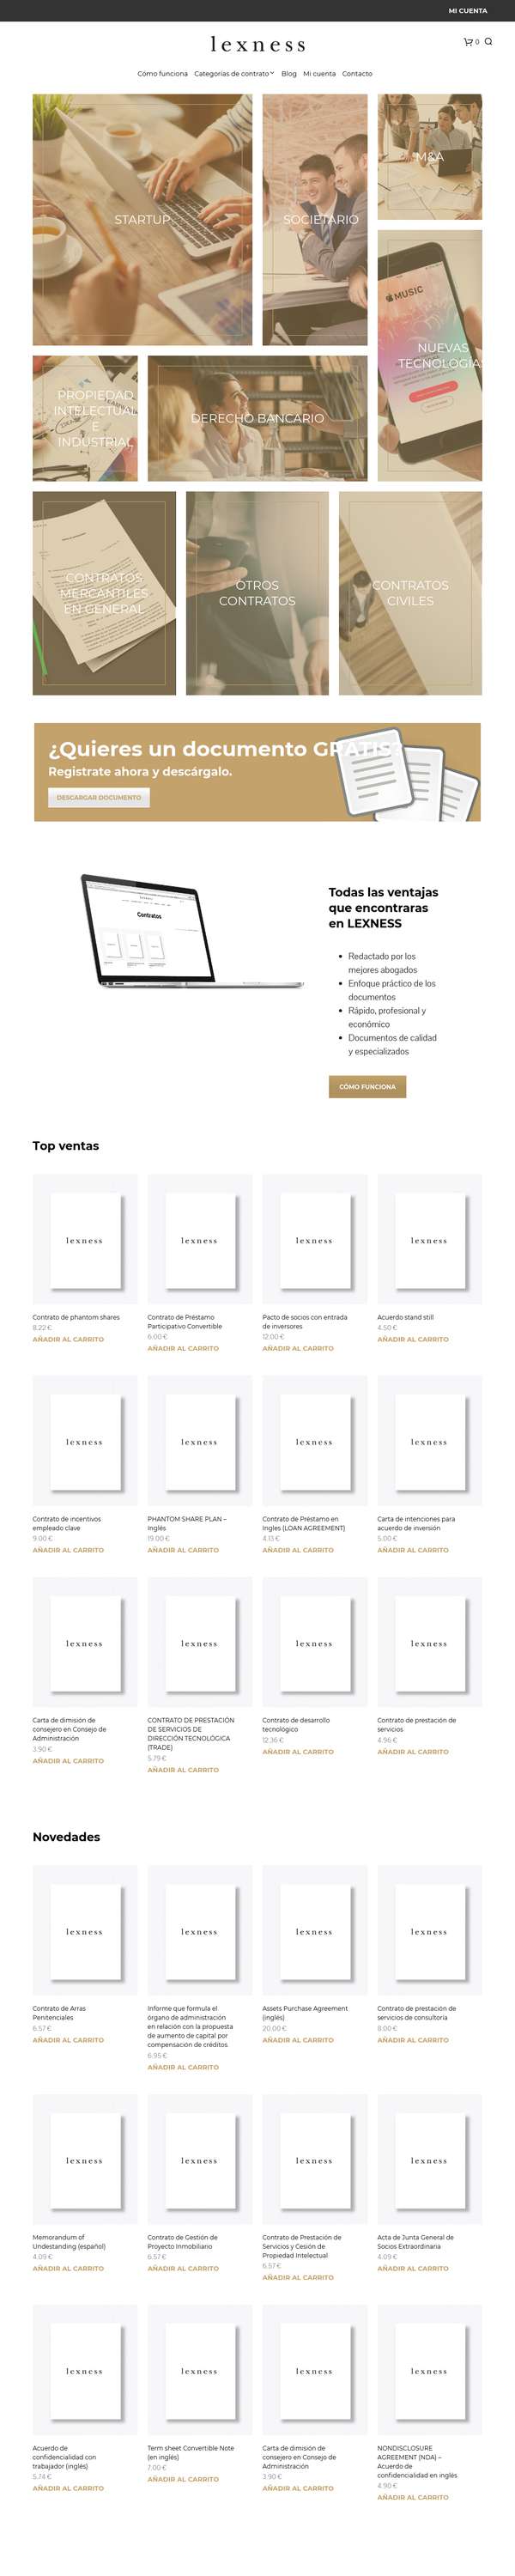 MI CUENTA
lexness
0
Cómo funciona Categorías de contrato Blog Mi cuenta Contacto
STARTUP
SOCIETARIO
M&A
MUSIC
NUEVAS
TECNOLOGÍAS
PROPIEDAD
INTELECTUAL
E
INDUSTRIAL
DERECHO BANCARIO
CONTRATOS
MERCANTILES
EN GENERAL
OTROS
CONTRATOS
CONTRATOS
CIVILES
¿Quieres un documento GRATIS?
Registrate ahora y descárgalo.
DESCARGAR DOCUMENTO
Contratos
Todas las ventajas
que encontraras
en LEXNESS
Redactado por los
mejores abogados
Enfoque práctico de los
documentos
Rápido, profesional y
económico
Documentos de calidad
y especializados
CÓMO FUNCIONA
Top ventas
lexness
lexness
lexness
lexness
Contrato de phantom shares
8.22 €
AÑADIR AL CARRITO
Contrato de Préstamo
Participativo Convertible
6.00 €
AÑADIR AL CARRITO
Pacto de socios con entrada
de inversores
12.00 €
AÑADIR AL CARRITO
Acuerdo stand still
4.50 €
AÑADIR AL CARRITO
lexness
lexness
lexness
lexness
Contrato de incentivos
empleado clave
9.00 €
AÑADIR AL CARRITO
PHANTOM SHARE PLAN –
Inglés
19.00 €
AÑADIR AL CARRITO
Contrato de Préstamo en
Ingles (LOAN AGREEMENT)
4.13 €
AÑADIR AL CARRITO
Carta de intenciones para
acuerdo de inversión
5.00 €
AÑADIR AL CARRITO
lexness
lexness
lexness
lexness
Carta de dimisión de
consejero en Consejo de
Administración
3.90 €
AÑADIR AL CARRITO
CONTRATO DE PRESTACIÓN
DE SERVICIOS DE
DIRECCIÓN TECNOLÓGICA
(TRADE)
5.79 €
AÑADIR AL CARRITO
Contrato de desarrollo
tecnológico
12.36 €
AÑADIR AL CARRITO
Contrato de prestación de
servicios
4.96 €
AÑADIR AL CARRITO
Novedades
lexness
lexness
lexness
lexness
Contrato de Arras
Penitenciales
6.57 €
AÑADIR AL CARRITO
Informe que formula el
órgano de administración
en relación con la propuesta
de aumento de capital por
compensación de créditos.
6.95 €
AÑADIR AL CARRITO
Assets Purchase Agreement
(inglés)
20.00 €
AÑADIR AL CARRITO
Contrato de prestación de
servicios de consultoría
8.00 €
AÑADIR AL CARRITO
lexness
lexness
lexness
lexness
Memorandum of
Undestanding (español)
4.09 €
AÑADIR AL CARRITO
Contrato de Gestión de
Proyecto Inmobiliario
6.57 €
AÑADIR AL CARRITO
Contrato de Prestación de
Servicios y Cesión de
Propiedad Intelectual
6.57 €
AÑADIR AL CARRITO
Acta de Junta General de
Socios Extraordinaria
4.09 €
AÑADIR AL CARRITO
lexness
lexness
lexness
lexness
Acuerdo de
confidencialidad con
trabajador (inglés)
5.74 €
AÑADIR AL CARRITO
Term sheet Convertible Note
(en inglés)
7.00 €
AÑADIR AL CARRITO
Carta de dimisión de
consejero en Consejo de
Administración
3.90 €
AÑADIR AL CARRITO
NONDISCLOSURE
AGREEMENT (NDA) –
Acuerdo de
confidencialidad en inglés
4.90 €
AÑADIR AL CARRITO